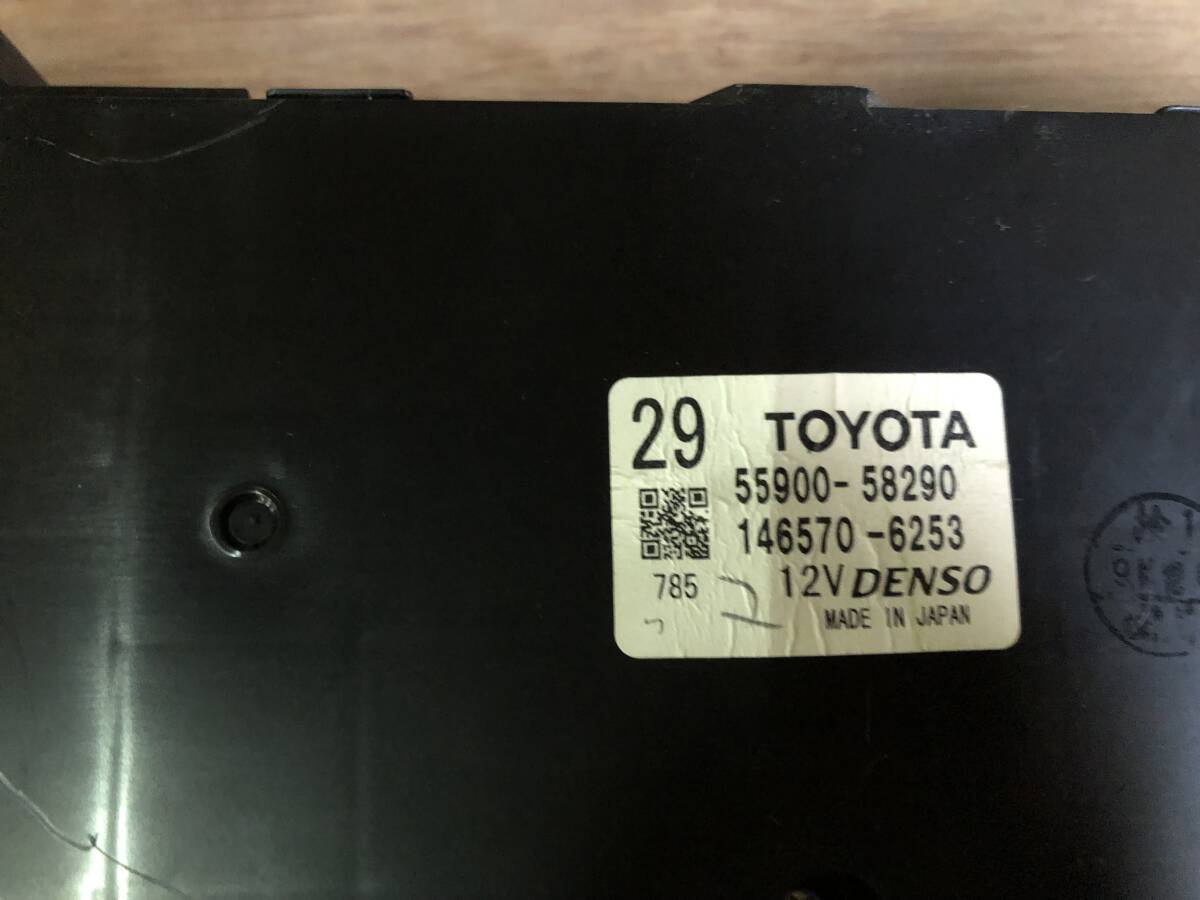 29 TOYOTA
55900-58290
146570-6253
785 12V DENSO
MADE IN JAPAN